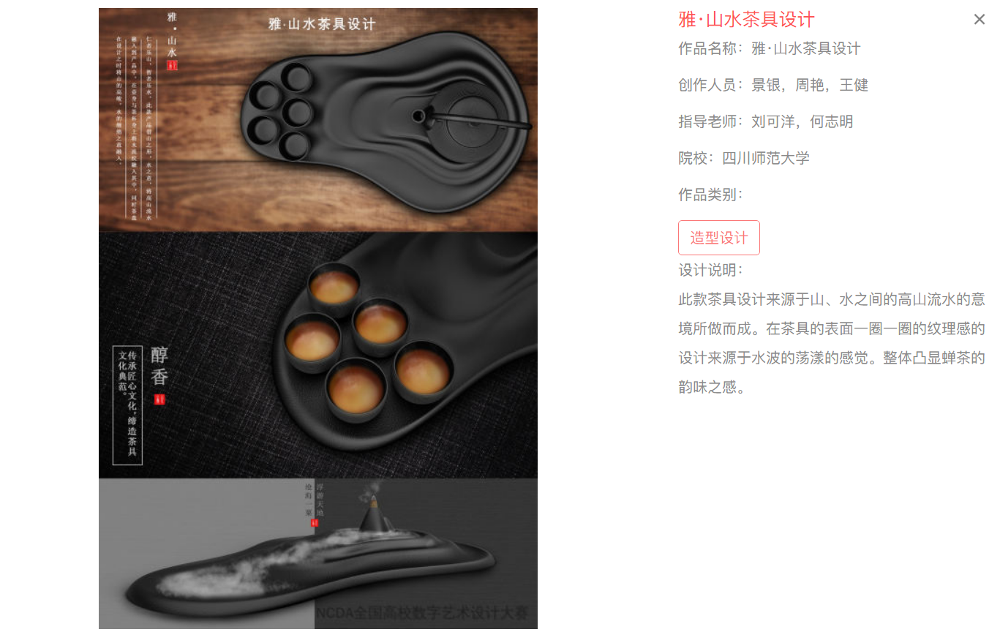 雅·山水茶具设计
雅·山水
仁者乐山，智者乐水，此款产品借山之形，水之意，将高山流水
融入到产品中，在壶身与茶杯身上将水流纹融入其中，同时茶盘
在设计之时将山的高峻，水的
之意融入。
醇香
传承匠心文化，缔造茶具
文化典范。
浮游天地
沧海一粟
NCDA全国高校数字艺术设计大赛
雅·山水茶具设计
作品名称：雅·山水茶具设计
创作人员：景银，周艳，王健
指导老师：刘可洋，何志明
院校：四川师范大学
作品类别：
造型设计
设计说明：
此款茶具设计来源于山、水之间的高山流水的意
境所做而成。在茶具的表面一圈一圈的纹理感的
设计来源于水波的荡漾的感觉。整体凸显蝉茶的
韵味之感。